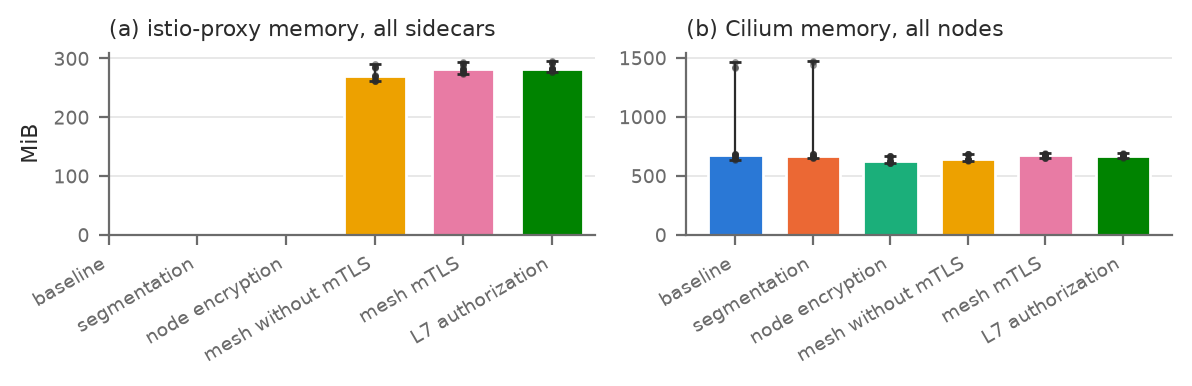 (a) istio-proxy memory, all sidecars
MiB
300
200
100
0
baseline
segmentation
node encryption
mesh without mTLS
mesh mTLS
L7 authorization
(b) Cilium memory, all nodes
1500
1000
500
0
baseline
segmentation
node encryption
mesh without mTLS
mesh mTLS
L7 authorization